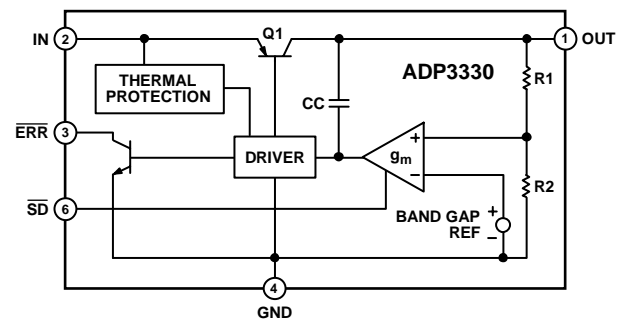 IN 2 Q1 1 OUT
THERMAL
PROTECTION
ADP3330
R1
CC
ERR 3
DRIVER
+
gm
−
R2
SD 6
BAND GAP
REF
+
−
4
GND